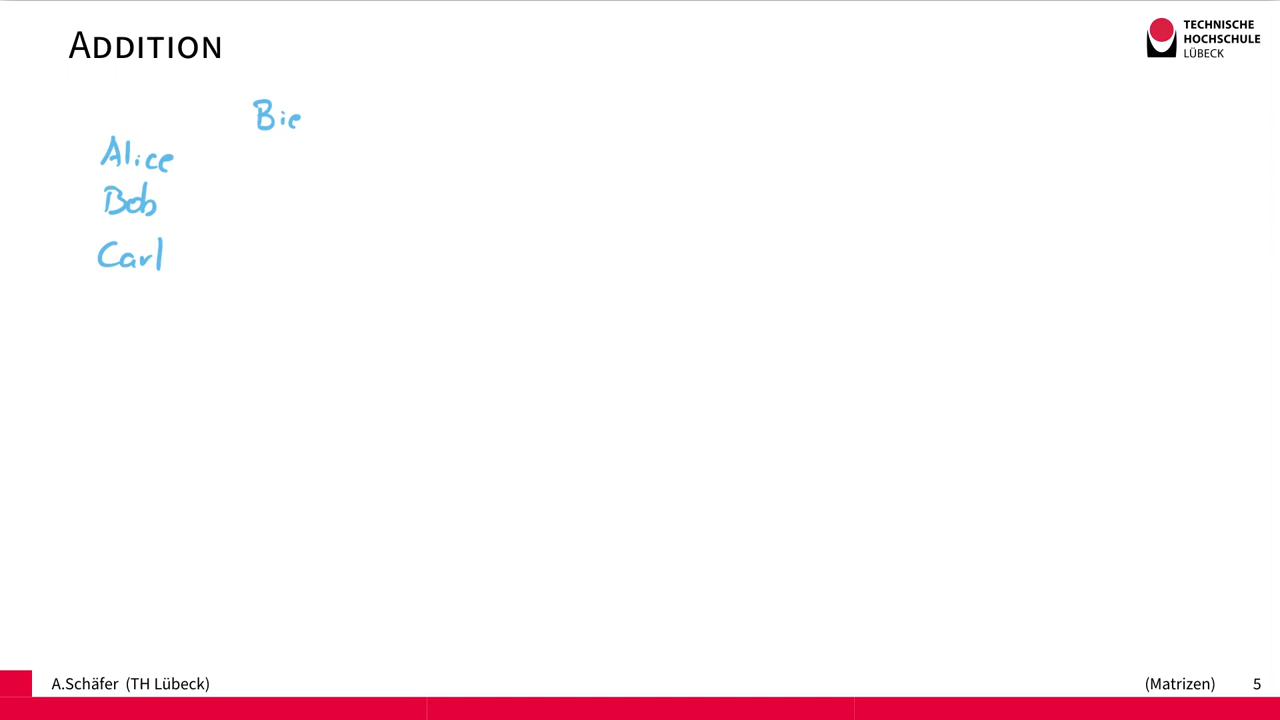 ADDITION
TECHNISCHE
HOCHSCHULE
LÜBECK
Bie
Alice
Bob
Carl
A.Schäfer (TH Lübeck)
(Matrizen) 5